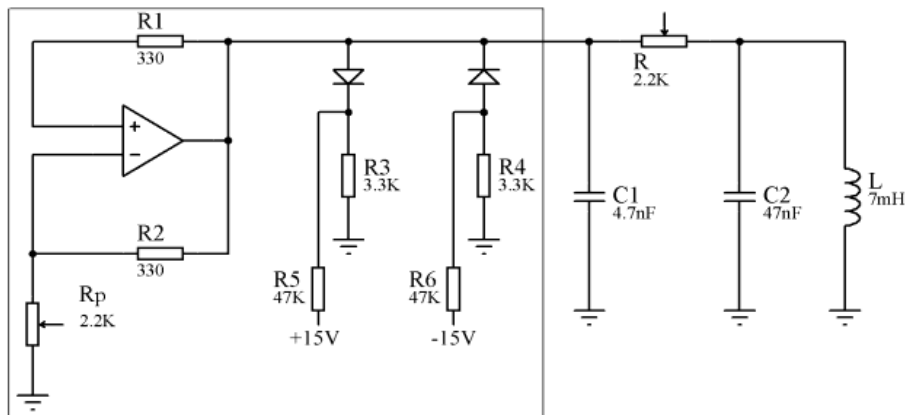 R1
330
+
−
R2
330
Rp
2.2K
R3
3.3K
R5
47K
+15V
R4
3.3K
R6
47K
-15V
C1
4.7nF
R
2.2K
C2
47nF
L
7mH